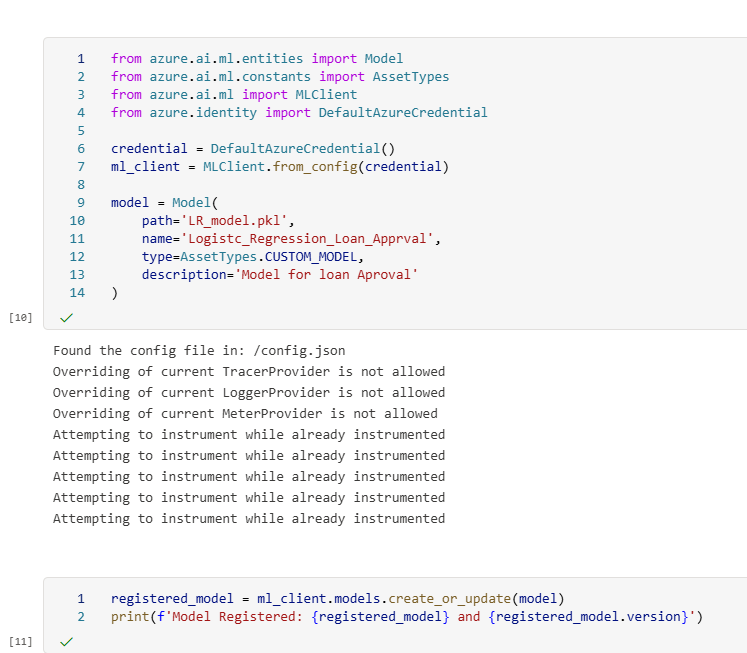 1 from azure.ai.ml.entities import Model
2 from azure.ai.ml.constants import AssetTypes
3 from azure.ai.ml import MLClient
4 from azure.identity import DefaultAzureCredential
5
6 credential = DefaultAzureCredential()
7 ml_client = MLClient.from_config(credential)
8
9 model = Model(
10     path='LR_model.pkl',
11     name='Logistc_Regression_Loan_Apprval',
12     type=AssetTypes.CUSTOM_MODEL,
13     description='Model for loan Aproval'
14 )
[10]
Found the config file in: /config.json
Overriding of current TracerProvider is not allowed
Overriding of current LoggerProvider is not allowed
Overriding of current MeterProvider is not allowed
Attempting to instrument while already instrumented
Attempting to instrument while already instrumented
Attempting to instrument while already instrumented
Attempting to instrument while already instrumented
Attempting to instrument while already instrumented
1 registered_model = ml_client.models.create_or_update(model)
2 print(f'Model Registered: {registered_model} and {registered_model.version}')
[11]